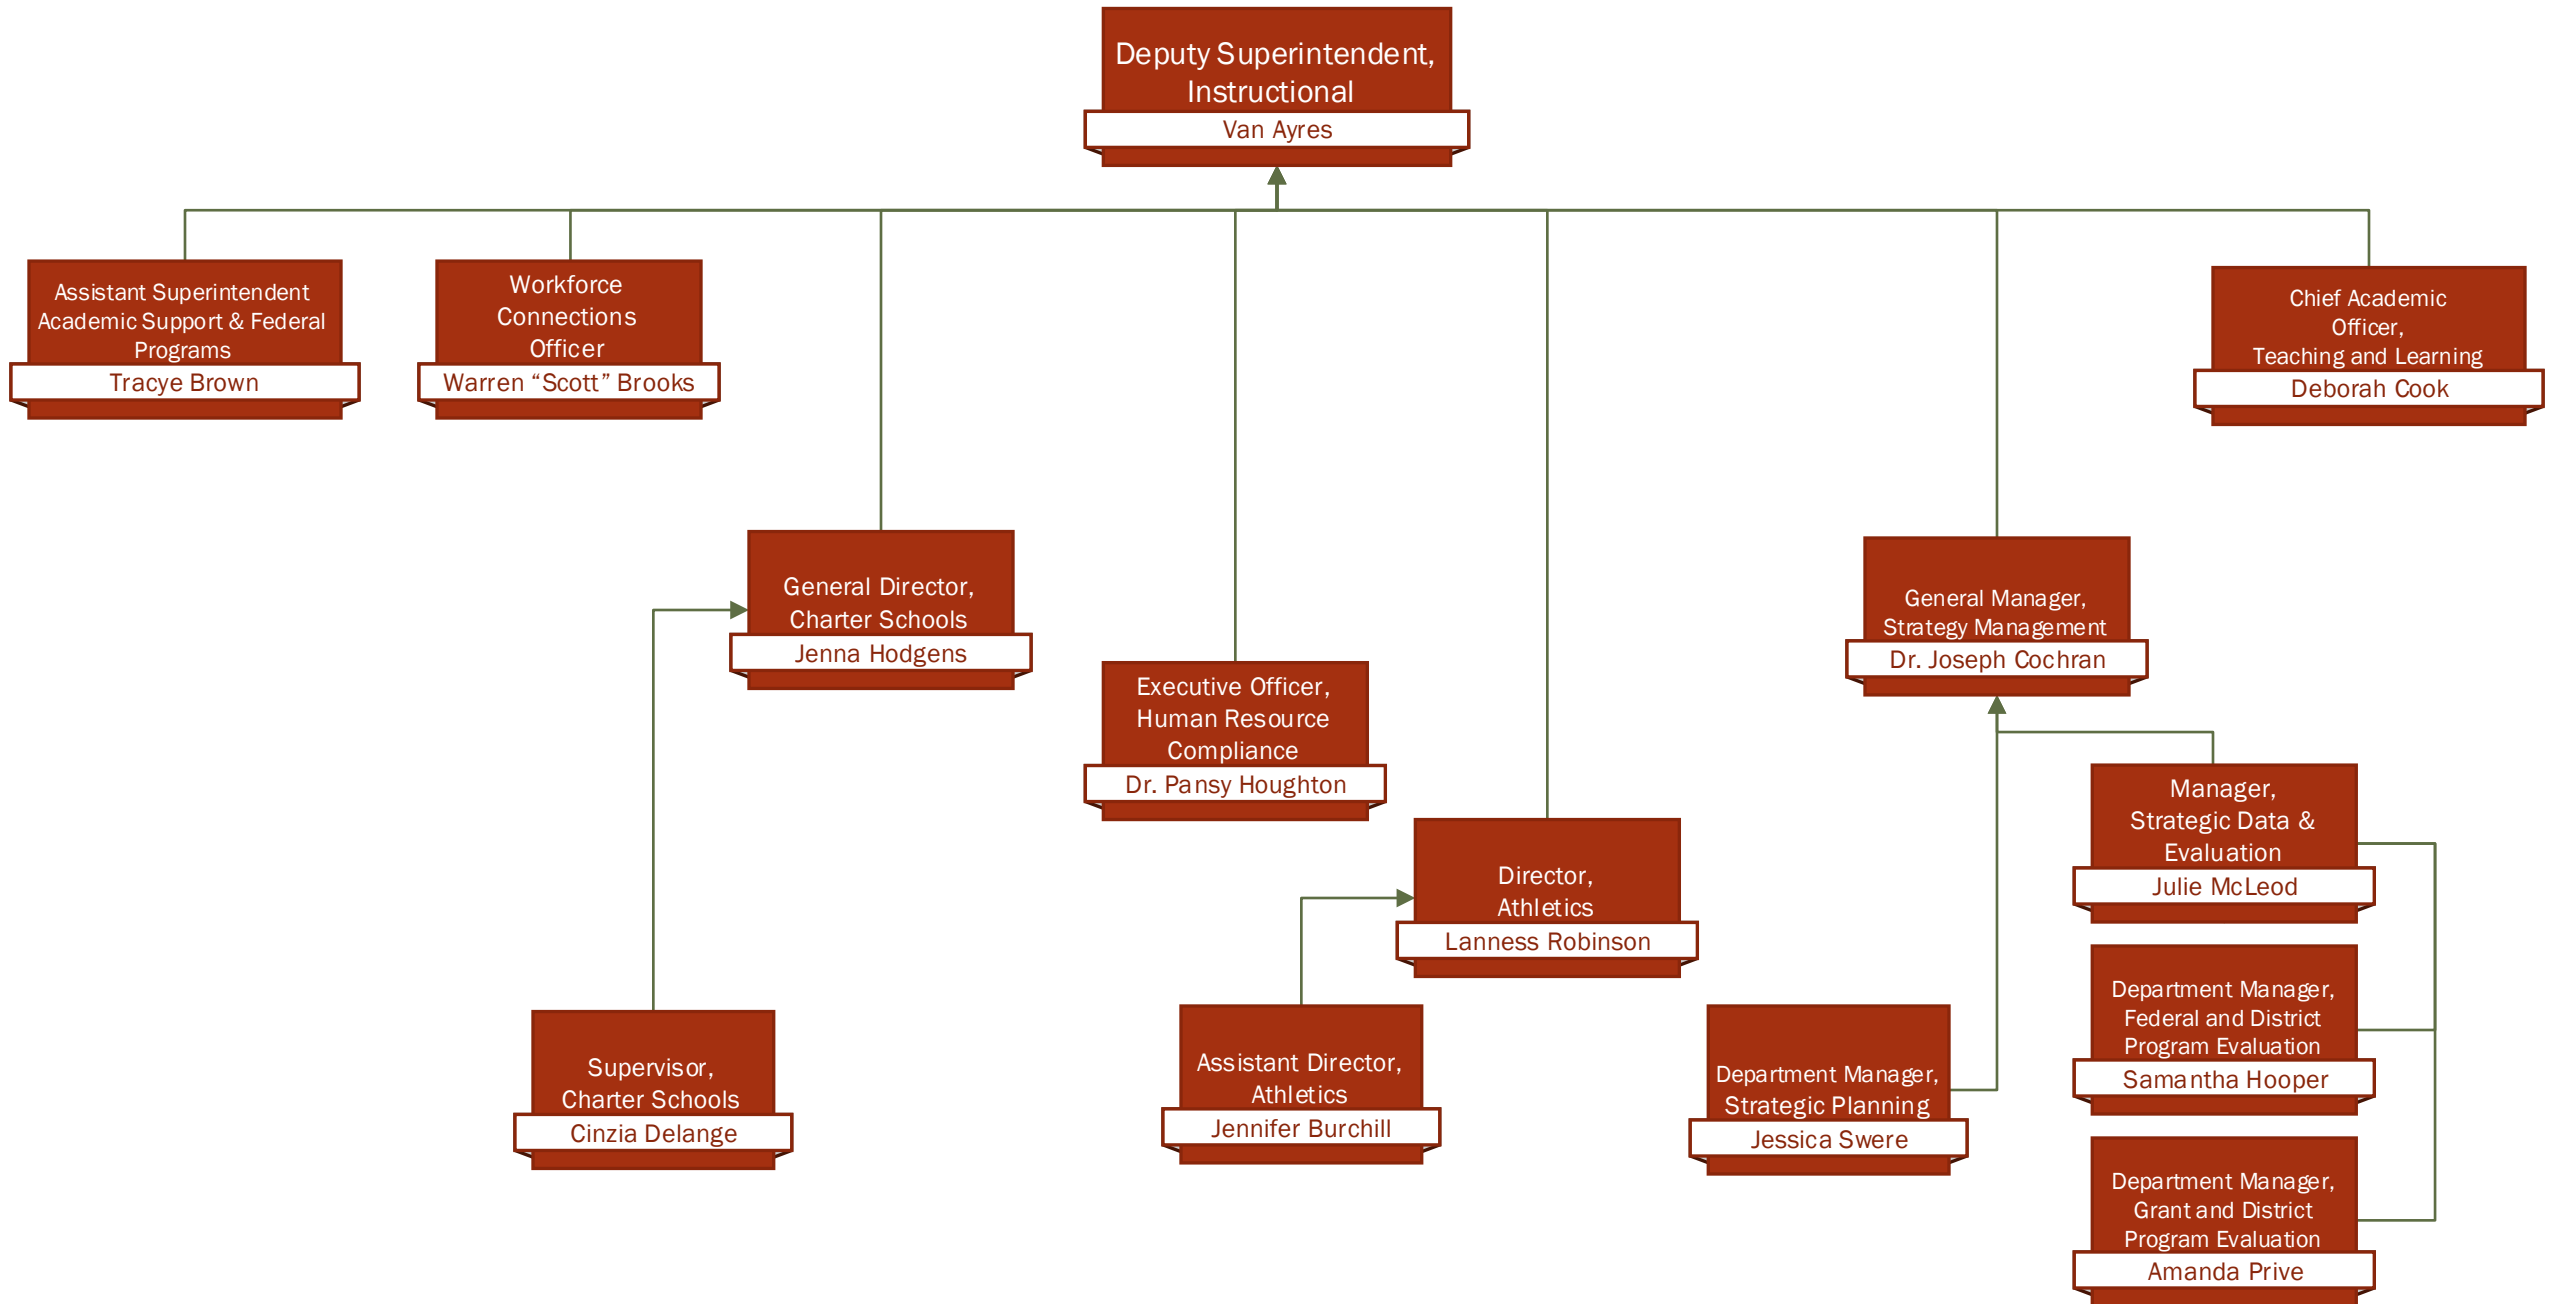 Deputy Superintendent,
Instructional
Van Ayres
Assistant Superintendent
Academic Support & Federal
Programs
Tracye Brown
Workforce
Connections
Officer
Warren “Scott” Brooks
Chief Academic
Officer,
Teaching and Learning
Deborah Cook
General Director,
Charter Schools
Jenna Hodgens
General Manager,
Strategy Management
Dr. Joseph Cochran
Executive Officer,
Human Resource
Compliance
Dr. Pansy Houghton
Manager,
Strategic Data &
Evaluation
Julie McLeod
Director,
Athletics
Lanness Robinson
Department Manager,
Federal and District
Program Evaluation
Samantha Hooper
Supervisor,
Charter Schools
Cinzia Delange
Assistant Director,
Athletics
Jennifer Burchill
Department Manager,
Strategic Planning
Jessica Swere
Department Manager,
Grant and District
Program Evaluation
Amanda Prive